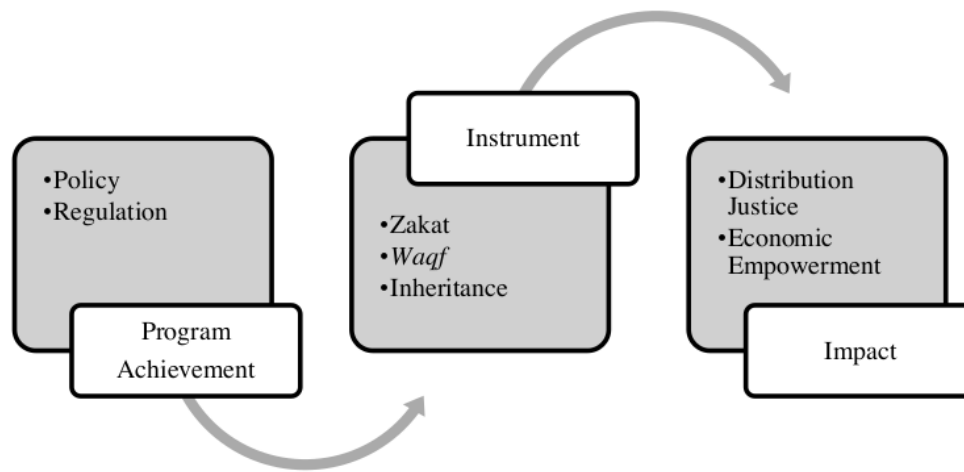 •Policy
•Regulation
Program
Achievement
Instrument
•Zakat
•Waqf
•Inheritance
•Distribution
Justice
•Economic
Empowerment
Impact